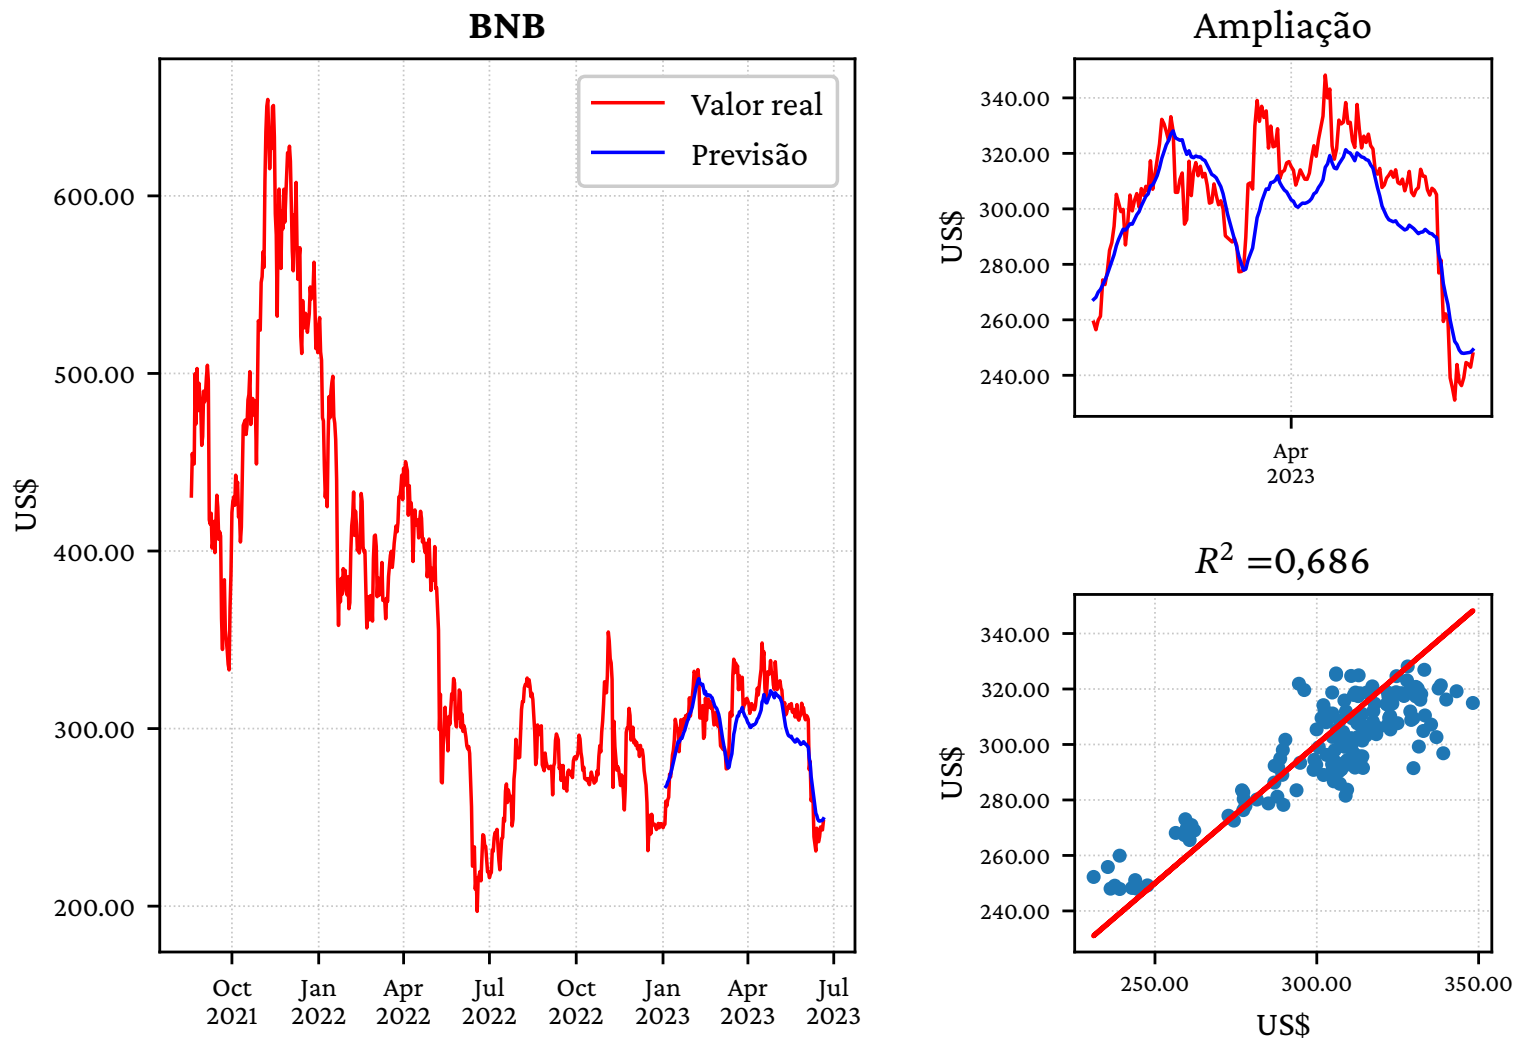 BNB
US$
600.00
500.00
400.00
300.00
200.00
Valor real
Previsão
Oct
2021
Jan
2022
Apr
2022
Jul
2022
Oct
2022
Jan
2023
Apr
2023
Jul
2023
Ampliação
US$
340.00
320.00
300.00
280.00
260.00
240.00
Apr
2023
R² =0,686
US$
340.00
320.00
300.00
280.00
260.00
240.00
250.00 300.00 350.00
US$